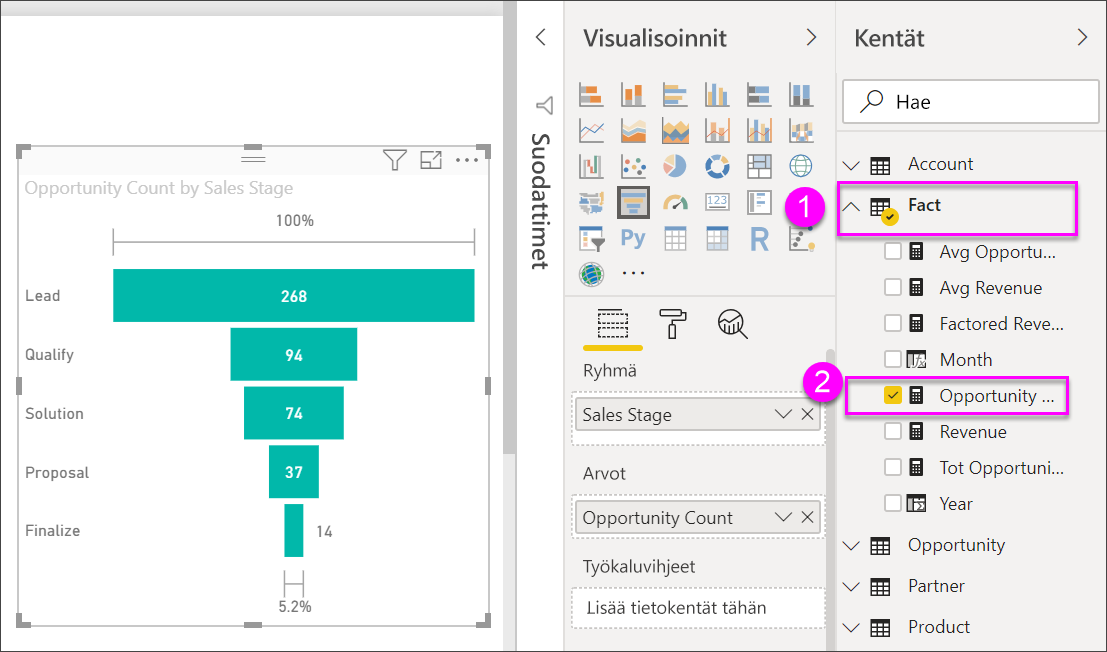 Opportunity Count by Sales Stage
100%
Lead
268
Qualify
94
Solution
74
Proposal
37
Finalize
14
5.2%
Suodattimet
Visualisoinnit
123
Py
R
Ryhmä
Sales Stage
Arvot
Opportunity Count
Työkaluvihjeet
Lisää tietokentät tähän
Kentät
Hae
Account
1
Fact
Avg Opportu...
Avg Revenue
Factored Reve...
Month
2
Opportunity ...
Revenue
Tot Opportuni...
Year
Opportunity
Partner
Product